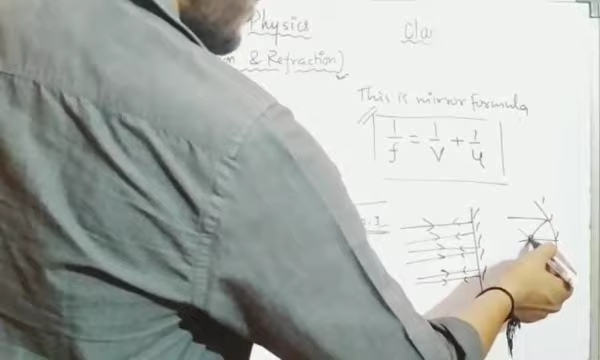 Physics
Cla
& Refraction)
This is mirror formula
1/f = 1/v + 1/u